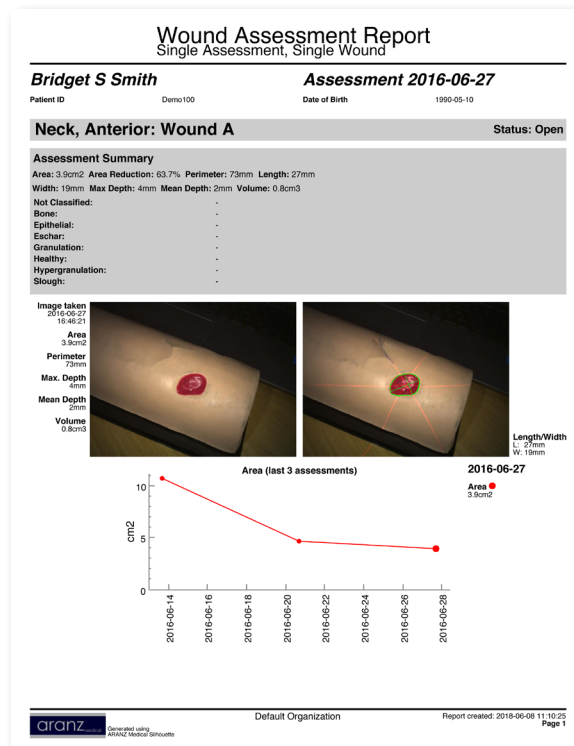 Wound Assessment Report
Single Assessment, Single Wound
Bridget S Smith Assessment 2016-06-27
Patient ID Demo100 Date of Birth 1990-05-10
Neck, Anterior: Wound A Status: Open
Assessment Summary
Area: 3.9cm2 Area Reduction: 63.7% Perimeter: 73mm Length: 27mm
Width: 19mm Max Depth: 4mm Mean Depth: 2mm Volume: 0.8cm3
Not Classified: -
Bone: -
Epithelial: -
Eschar: -
Granulation: -
Healthy: -
Hypergranulation: -
Slough: -
Image taken
2016-06-27
16:46:21
Area
3.9cm2
Perimeter
73mm
Max. Depth
4mm
Mean Depth
2mm
Volume
0.8cm3
Length/Width
L: 27mm
W: 19mm
Area (last 3 assessments)
2016-06-27
Area
3.9cm2
10
5
0
cm2
2016-06-14
2016-06-16
2016-06-18
2016-06-20
2016-06-22
2016-06-24
2016-06-26
2016-06-28
aranz medical
Generated using
ARANZ Medical Silhouette
Default Organization
Report created: 2018-06-08 11:10:25
Page 1